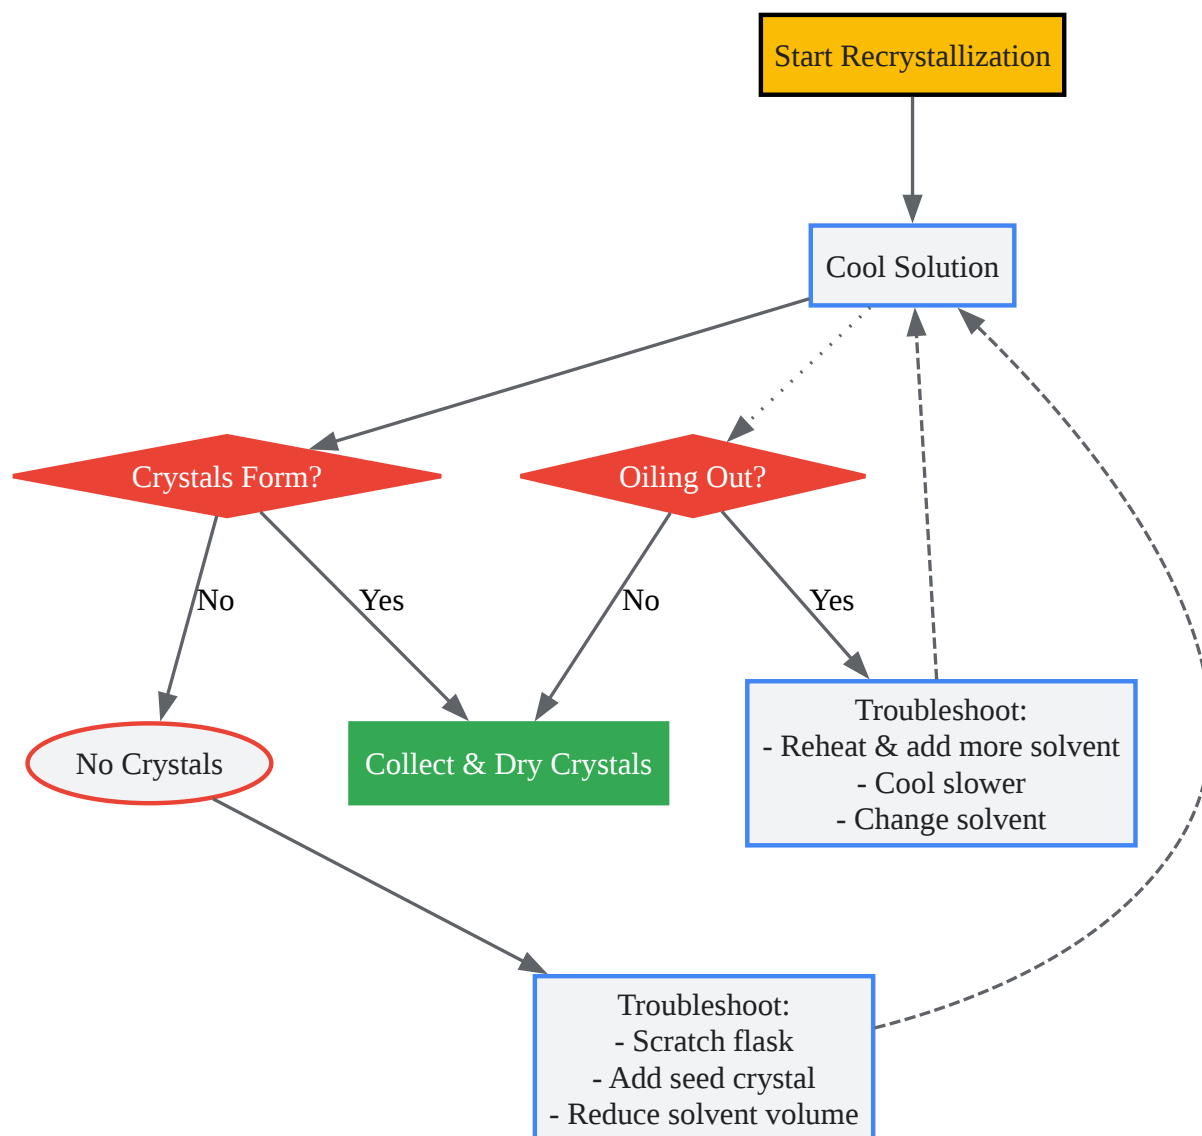 Start Recrystallization
Cool Solution
Crystals Form?
Oiling Out?
No
Yes
No
Yes
No Crystals
Collect & Dry Crystals
Troubleshoot:
- Reheat & add more solvent
- Cool slower
- Change solvent
Troubleshoot:
- Scratch flask
- Add seed crystal
- Reduce solvent volume